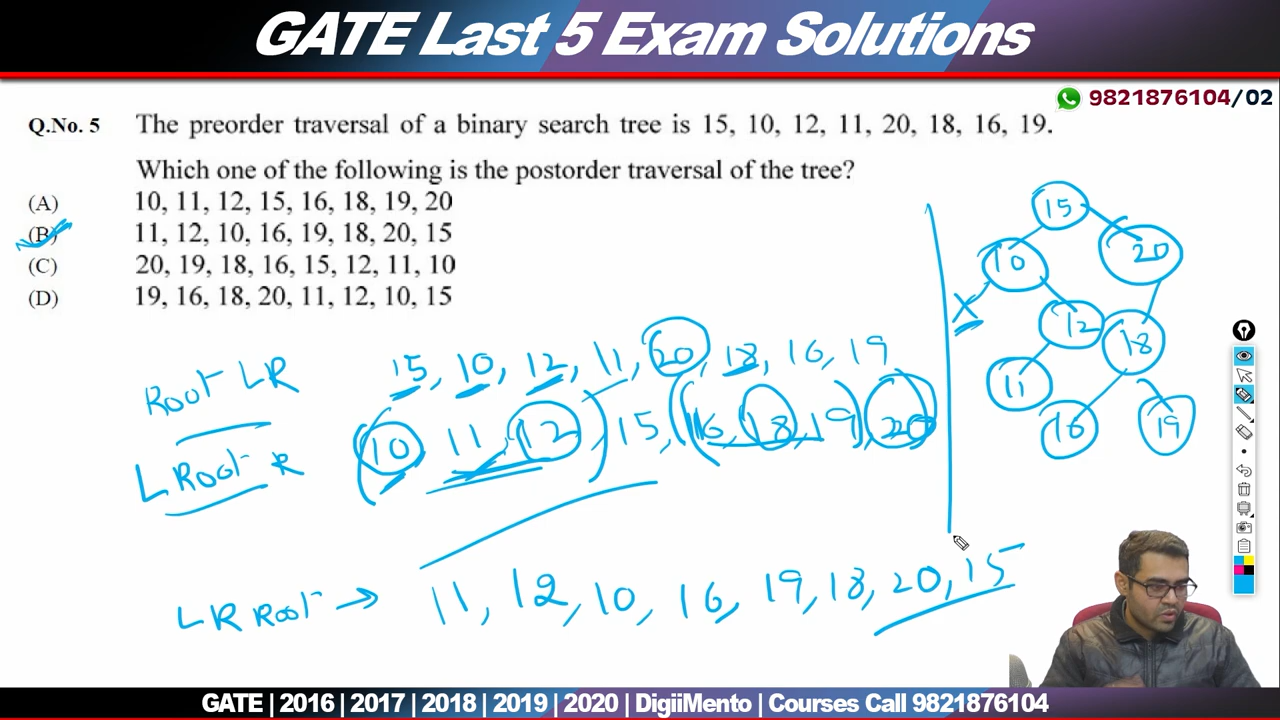 GATE Last 5 Exam Solutions
9821876104/02
Q.No. 5 The preorder traversal of a binary search tree is 15, 10, 12, 11, 20, 18, 16, 19.
Which one of the following is the postorder traversal of the tree?
(A) 10, 11, 12, 15, 16, 18, 19, 20
(B) 11, 12, 10, 16, 19, 18, 20, 15
(C) 20, 19, 18, 16, 15, 12, 11, 10
(D) 19, 16, 18, 20, 11, 12, 10, 15
Root LR 15, 10, 12, 11, 20, 18, 16, 19
L Root R (10 11, 12), 15, (16, 18, 19) 20
LR Root → 11, 12, 10, 16, 19, 18, 20, 15
15
10 20
X 12 18
11 16 19
GATE | 2016 | 2017 | 2018 | 2019 | 2020 | DigiiMento | Courses Call 9821876104